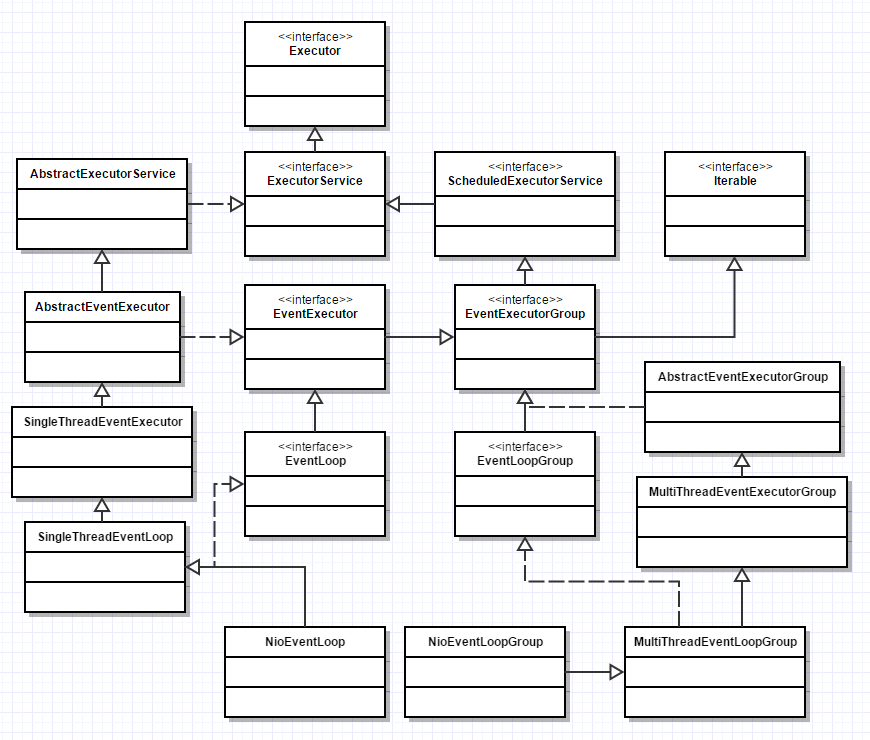 <<interface>>
Executor
AbstractExecutorService
<<interface>>
ExecutorService
<<interface>>
ScheduledExecutorService
<<interface>>
Iterable
AbstractEventExecutor
<<interface>>
EventExecutor
<<interface>>
EventExecutorGroup
AbstractEventExecutorGroup
SingleThreadEventExecutor
<<interface>>
EventLoop
<<interface>>
EventLoopGroup
MultiThreadEventExecutorGroup
SingleThreadEventLoop
NioEventLoop
NioEventLoopGroup
MultiThreadEventLoopGroup